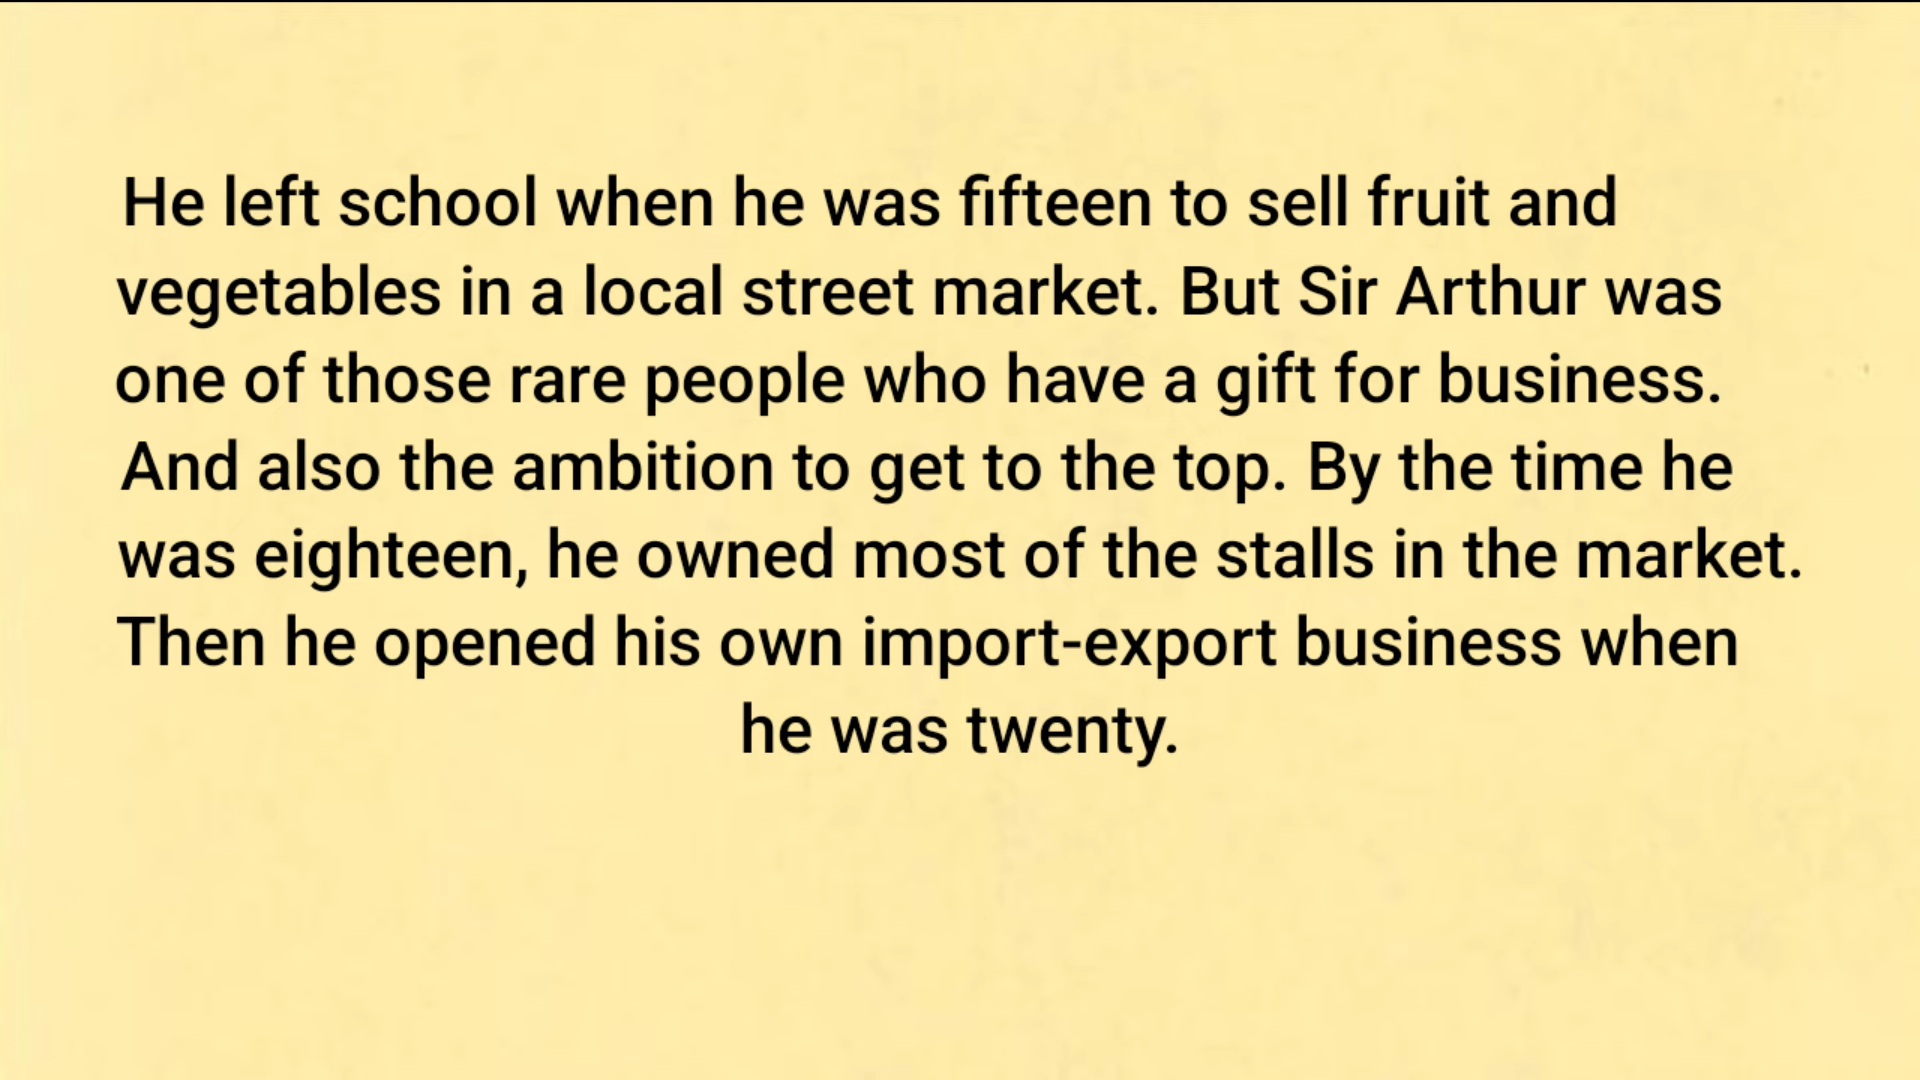 He left school when he was fifteen to sell fruit and
vegetables in a local street market. But Sir Arthur was
one of those rare people who have a gift for business.
And also the ambition to get to the top. By the time he
was eighteen, he owned most of the stalls in the market.
Then he opened his own import-export business when
he was twenty.